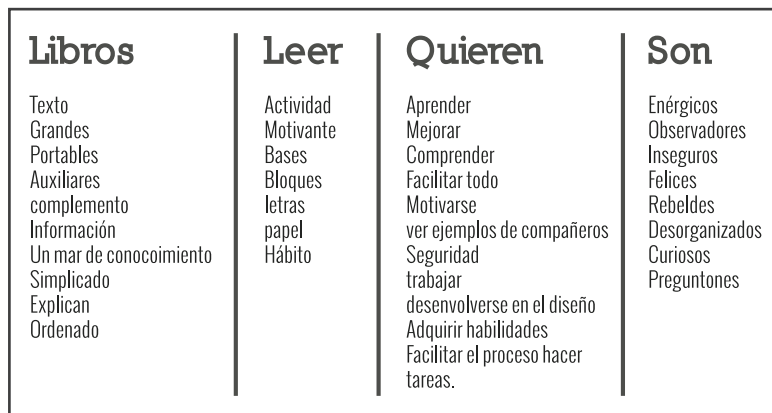 Libros
Texto
Grandes
Portables
Auxiliares
complemento
Información
Un mar de conocoimiento
Simplicado
Explican
Ordenado
Leer
Actividad
Motivante
Bases
Bloques
letras
papel
Hábito
Quieren
Aprender
Mejorar
Comprender
Facilitar todo
Motivarse
ver ejemplos de compañeros
Seguridad
trabajar
desenvolverse en el diseño
Adquirir habilidades
Facilitar el proceso hacer
tareas.
Son
Enérgicos
Observadores
Inseguros
Felices
Rebeldes
Desorganizados
Curiosos
Preguntones